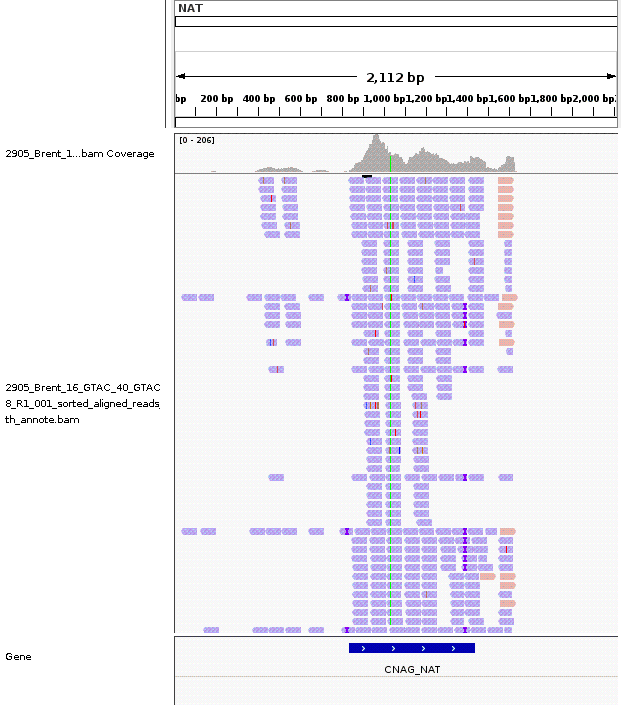 NAT
2,112 bp
bp 200 bp 400 bp 600 bp 800 bp 1,000 bp 1,200 bp 1,400 bp 1,600 bp 1,800 bp 2,000 bp
[0 - 206]
2905_Brent_1...bam Coverage
2905_Brent_16_GTAC_40_GTAC
8_R1_001_sorted_aligned_reads_
th_annote.bam
Gene
CNAG_NAT